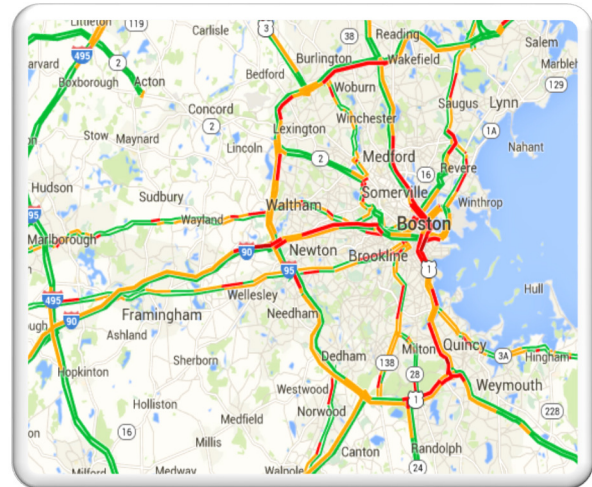 Littleton
119
Carlisle
3
38
Reading
Salem
495
2
Burlington
Wakefield
Marbleh
arvard
Boxborough
Acton
Bedford
Woburn
129
Concord
Winchester
Saugus
Lynn
2
Lexington
1A
Stow
Maynard
Lincoln
2
Medford
Nahant
16
Revere
Hudson
Sudbury
Somerville
Winthrop
Waltham
95
Wayland
Boston
Marlborough
90
Newton
Brookline
95
1
495
Wellesley
Hull
ugh
90
Framingham
Needham
Ashland
Quincy
Sherborn
Dedham
138
Milton
3A
Hingham
Hopkinton
28
Westwood
Weymouth
Holliston
Norwood
1
228
on
16
Medfield
Millis
Canton
Randolph
Milford
Medway
Walpole
24